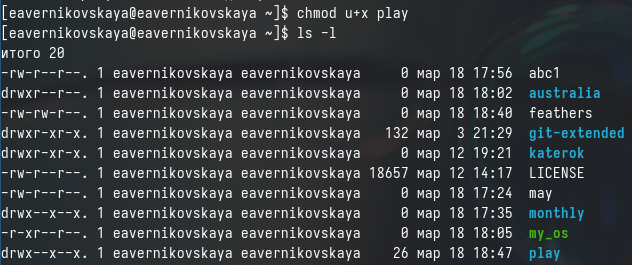 [eavernikovskaya@eavernikovskaya ~]$ chmod u+x play
[eavernikovskaya@eavernikovskaya ~]$ ls -l
итого 20
-rw-r--r--. 1 eavernikovskaya eavernikovskaya     0 мар 18 17:56  abc1
drwxr--r--. 1 eavernikovskaya eavernikovskaya     0 мар 18 18:02  australia
-rw-rw-r--. 1 eavernikovskaya eavernikovskaya     0 мар 18 18:40  feathers
drwxr-xr-x. 1 eavernikovskaya eavernikovskaya   132 мар  3 21:29  git-extended
drwxr-xr-x. 1 eavernikovskaya eavernikovskaya     0 мар 12 19:21  katerok
-rw-r--r--. 1 eavernikovskaya eavernikovskaya 18657 мар 12 14:17  LICENSE
-rw-r--r--. 1 eavernikovskaya eavernikovskaya     0 мар 18 17:24  may
drwx--x--x. 1 eavernikovskaya eavernikovskaya     0 мар 18 17:35  monthly
-r-xr--r--. 1 eavernikovskaya eavernikovskaya     0 мар 18 18:05  my_os
drwx--x--x. 1 eavernikovskaya eavernikovskaya    26 мар 18 18:47  play